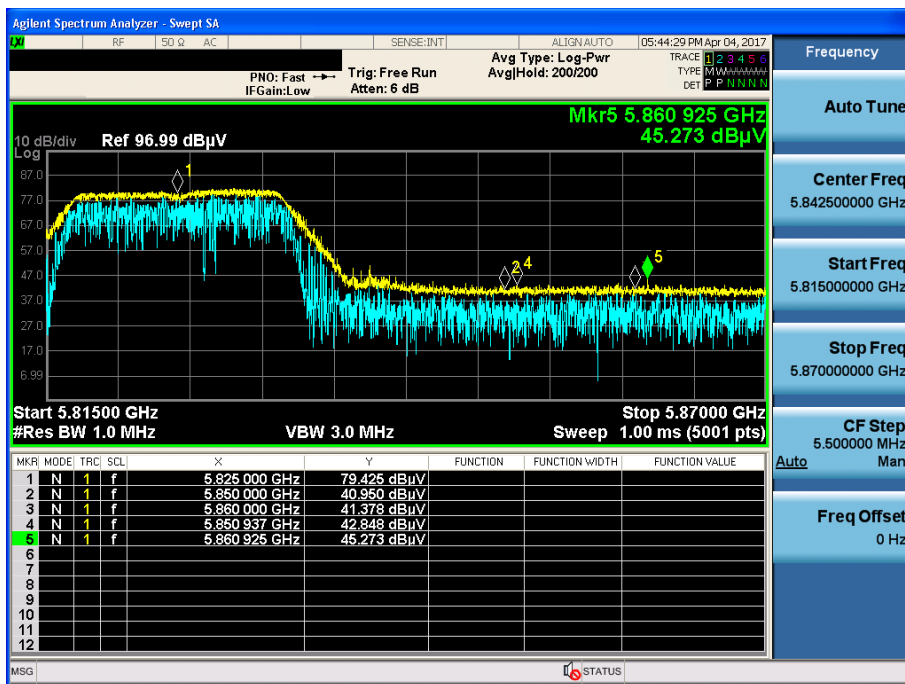 Agilent Spectrum Analyzer - Swept SA
LXI RF 50 Ω AC SENSE:INT ALIGN AUTO 05:44:29 PM Apr 04, 2017
PNO: Fast
IFGain:Low
Trig: Free Run
Atten: 6 dB
Avg Type: Log-Pwr
Avg|Hold: 200/200
TRACE 1 2 3 4 5 6
TYPE
DET P P N N N N
Mkr5 5.860 925 GHz
45.273 dBµV
10 dB/div Ref 96.99 dBµV
Log
87.0
77.0
67.0
57.0
47.0
37.0
27.0
17.0
6.99
1
2 4
5
Start 5.81500 GHz Stop 5.87000 GHz
#Res BW 1.0 MHz VBW 3.0 MHz Sweep 1.00 ms (5001 pts)
MKR MODE TRC SCL X Y FUNCTION FUNCTION WIDTH FUNCTION VALUE
1 N 1 f 5.825 000 GHz 79.425 dBµV
2 N 1 f 5.850 000 GHz 40.950 dBµV
3 N 1 f 5.860 000 GHz 41.378 dBµV
4 N 1 f 5.850 937 GHz 42.848 dBµV
5 N 1 f 5.860 925 GHz 45.273 dBµV
6
7
8
9
10
11
12
MSG STATUS
Frequency
Auto Tune
Center Freq
5.842500000 GHz
Start Freq
5.815000000 GHz
Stop Freq
5.870000000 GHz
CF Step
5.500000 MHz
Auto Man
Freq Offset
0 Hz